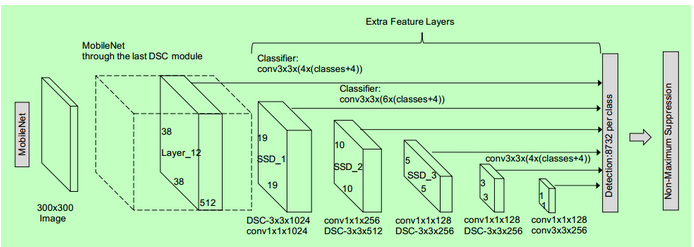 Extra Feature Layers
MobileNet
through the last DSC module
Classifier:
conv3x3x(4x(classes+4))
Classifier:
conv3x3x(6x(classes+4))
MobileNet
38
Layer_12
38
512
19
SSD_1
19
10
SSD_2
10
5
SSD_3
5
conv3x3x(4x(classes+4))
3
3
1
1
Detection:8732 per class
Non-Maximum Suppression
300x300
Image
DSC-3x3x1024
conv1x1x1024
conv1x1x256
DSC-3x3x512
conv1x1x128
DSC-3x3x256
conv1x1x128
DSC-3x3x256
conv1x1x128
conv3x3x256